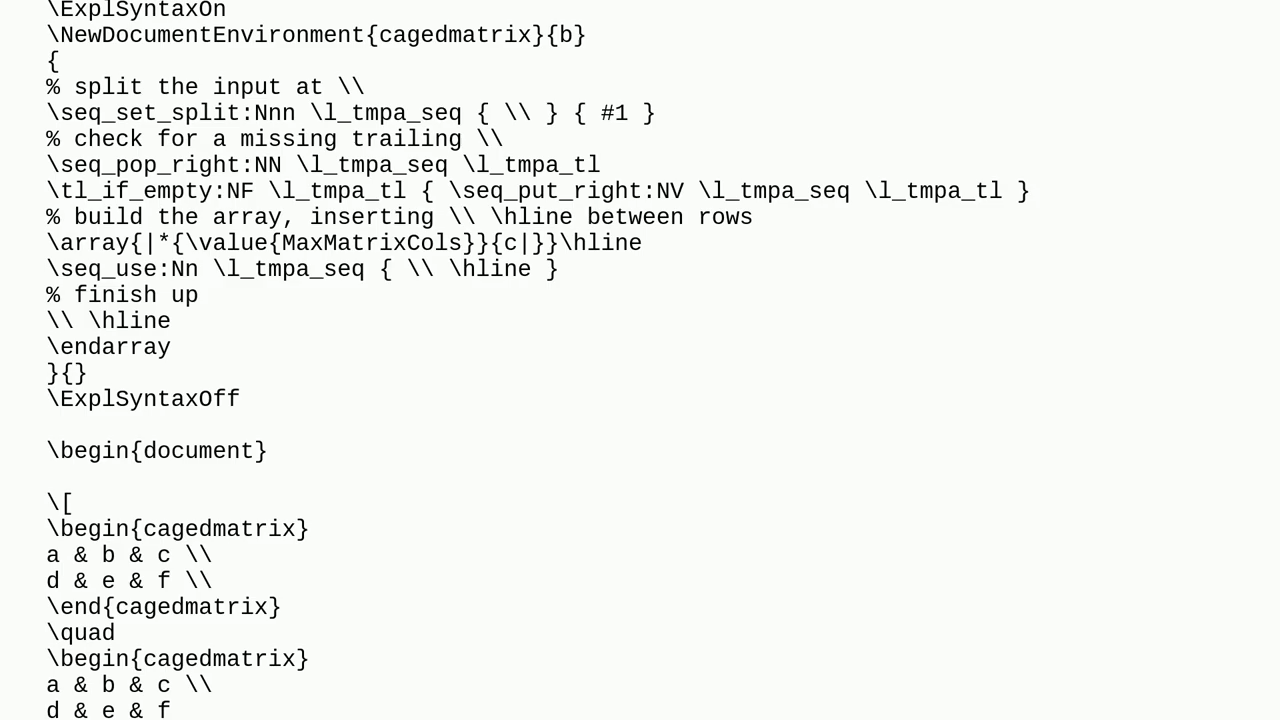 \ExplSyntaxOn
\NewDocumentEnvironment{cagedmatrix}{b}
{
% split the input at \\
\seq_set_split:Nnn \l_tmpa_seq { \\ } { #1 }
% check for a missing trailing \\
\seq_pop_right:NN \l_tmpa_seq \l_tmpa_tl
\tl_if_empty:NF \l_tmpa_tl { \seq_put_right:NV \l_tmpa_seq \l_tmpa_tl }
% build the array, inserting \\ \hline between rows
\array{|*{\value{MaxMatrixCols}}{c|}}\hline
\seq_use:Nn \l_tmpa_seq { \\ \hline }
% finish up
\\ \hline
\endarray
}{}
\ExplSyntaxOff
\begin{document}
\[
\begin{cagedmatrix}
a & b & c \\
d & e & f \\
\end{cagedmatrix}
\quad
\begin{cagedmatrix}
a & b & c \\
d & e & f